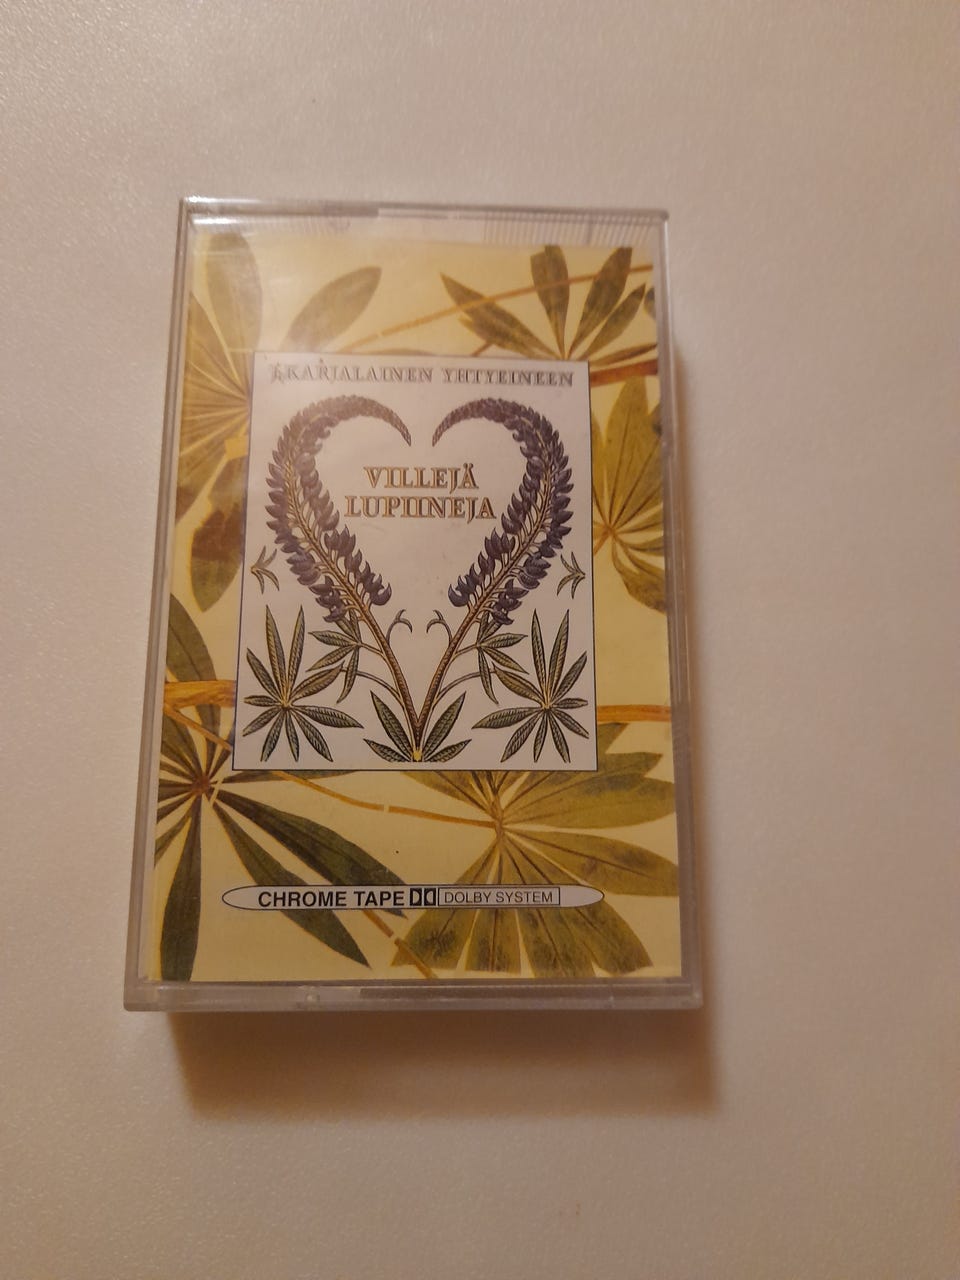 J.KARJALAINEN YHTYEINEEN
VILLEJÄ
LUPIINEJA
CHROME TAPE DOLBY SYSTEM